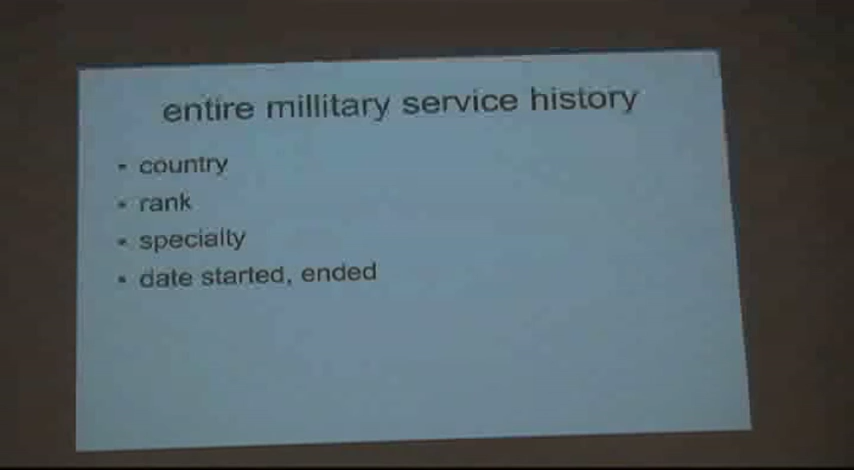 entire millitary service history
▪ country
▪ rank
▪ specialty
▪ date started, ended